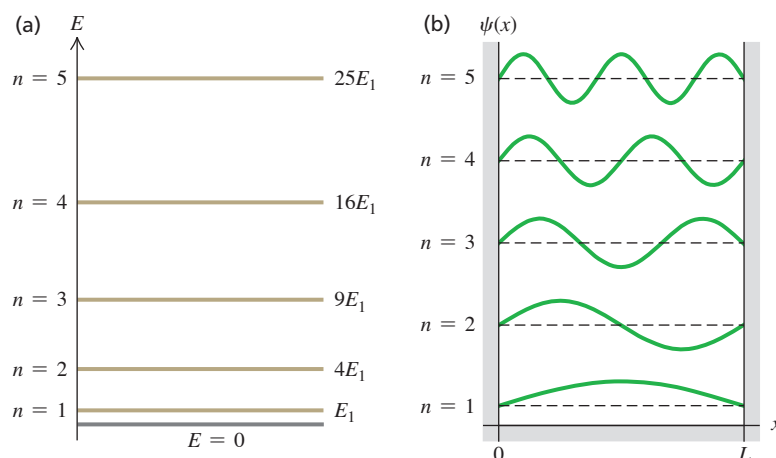 (a)
E
n = 5
25E₁
n = 4
16E₁
n = 3
9E₁
n = 2
4E₁
n = 1
E₁
E = 0
(b)
ψ(x)
n = 5
n = 4
n = 3
n = 2
n = 1
x
0
L